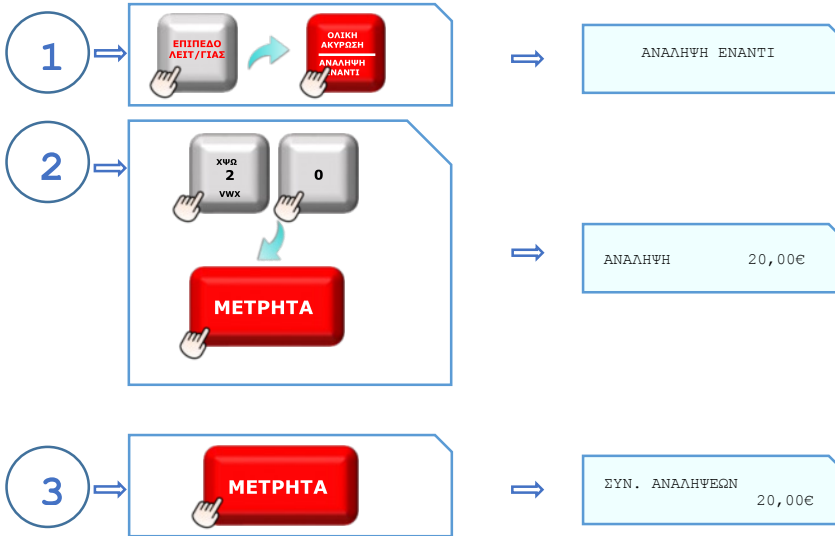 1
ΕΠΙΠΕΔΟ
ΛΕΙΤ/ΓΙΑΣ
ΟΛΙΚΗ
ΑΚΥΡΩΣΗ
ΑΝΑΛΗΨΗ
ΕΝΑΝΤΙ
ΑΝΑΛΗΨΗ ΕΝΑΝΤΙ
2
ΧΨΩ
2
VWX
0
ΜΕΤΡΗΤΑ
ΑΝΑΛΗΨΗ 20,00€
3
ΜΕΤΡΗΤΑ
ΣΥΝ. ΑΝΑΛΗΨΕΩΝ
20,00€